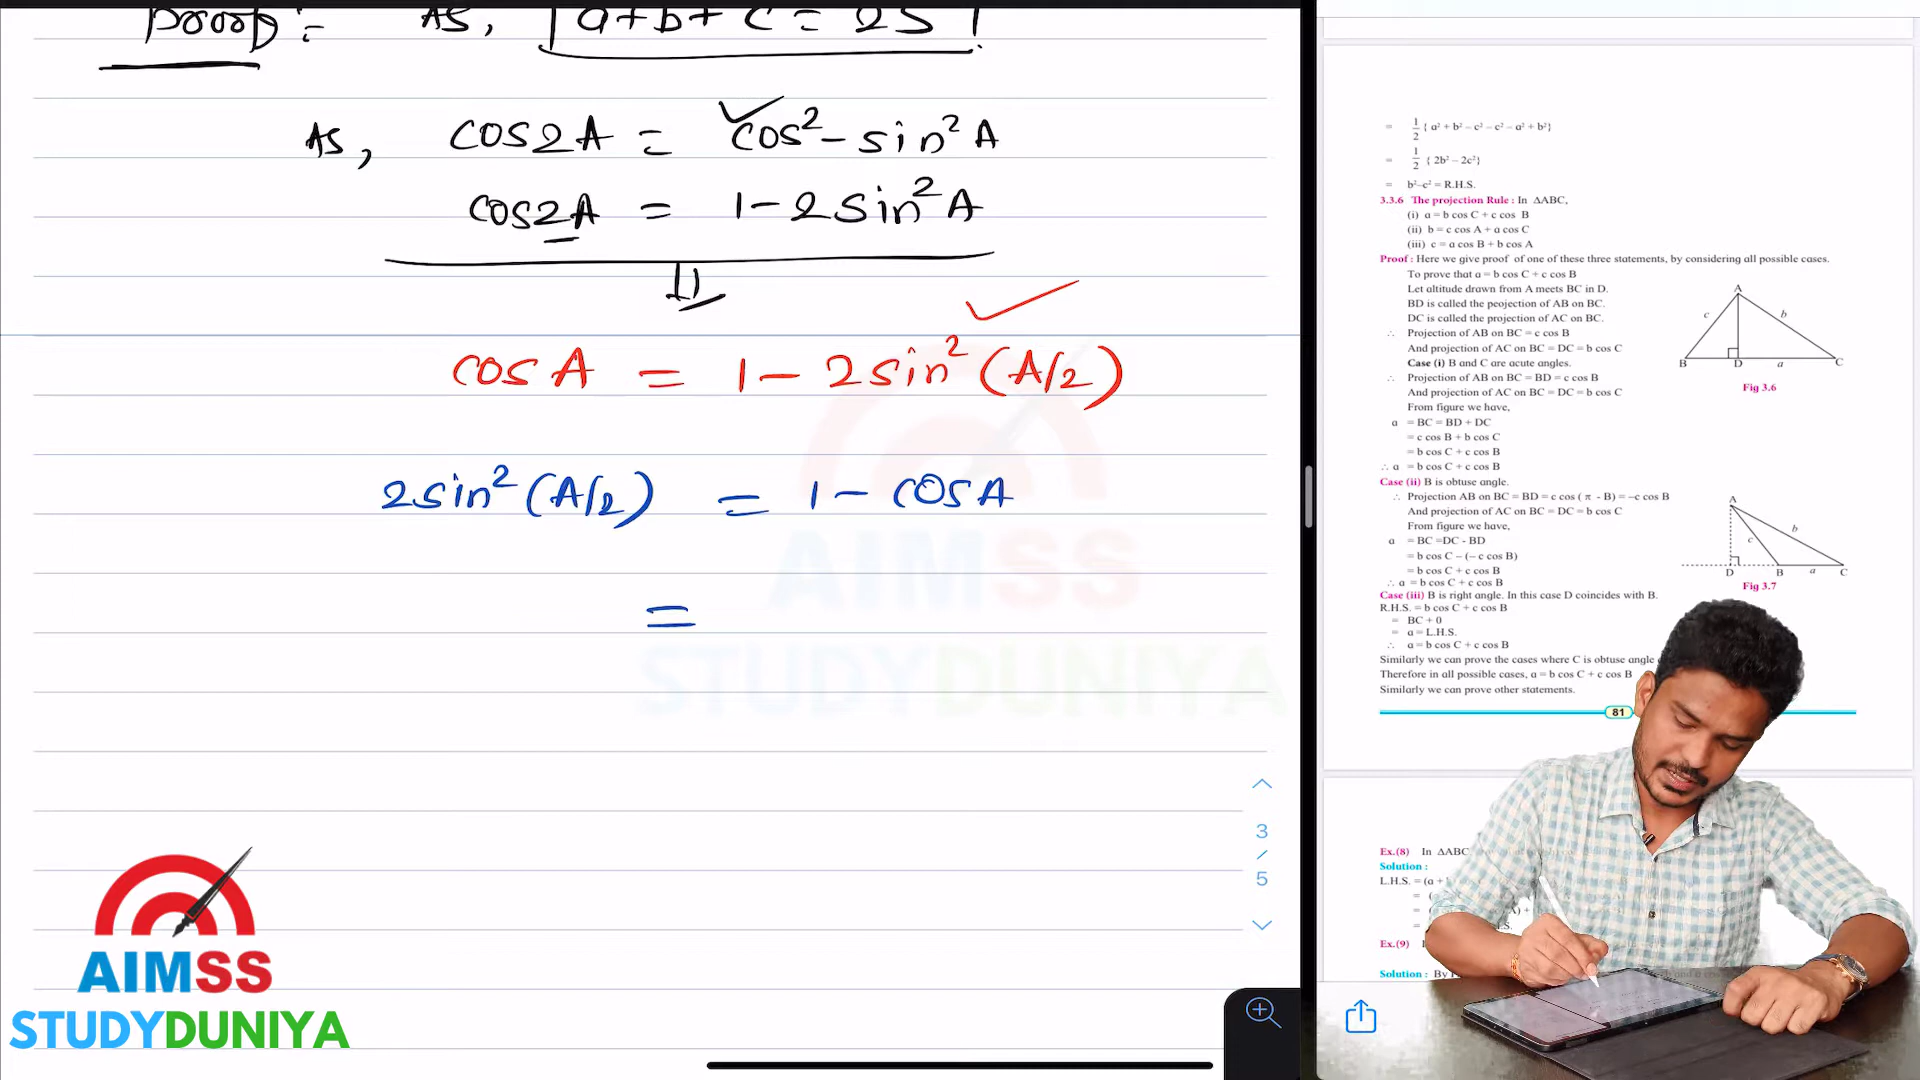 Proof : As, a+b+c = 2S
As, cos2A = cos² - sin² A
cos2A = 1 - 2sin² A
cos A = 1 - 2sin² (A/2)
2sin² (A/2) = 1 - cos A
=
AIMSS
STUDYDUNIYA
3
5
AIMSS
STUDYDUNIYA
= 1/2 { a² + b² – c² – c² – a² + b²}
= 1/2 { 2b² – 2c²}
= b²–c² = R.H.S.
3.3.6 The projection Rule : In ΔABC,
(i) a = b cos C + c cos B
(ii) b = c cos A + a cos C
(iii) c = a cos B + b cos A
Proof : Here we give proof of one of these three statements, by considering all possible cases.
To prove that a = b cos C + c cos B
Let altitude drawn from A meets BC in D.
BD is called the peojection of AB on BC.
DC is called the projection of AC on BC.
∴ Projection of AB on BC = c cos B
And projection of AC on BC = DC = b cos C
Case (i) B and C are acute angles.
∴ Projection of AB on BC = BD = c cos B
And projection of AC on BC = DC = b cos C
From figure we have,
a = BC = BD + DC
= c cos B + b cos C
= b cos C + c cos B
∴ a = b cos C + c cos B
A
c b
B D a C
Fig 3.6
Case (ii) B is obtuse angle.
∴ Projection AB on BC = BD = c cos ( π - B) = –c cos B
And projection of AC on BC = DC = b cos C
From figure we have,
a = BC =DC - BD
= b cos C – (– c cos B)
= b cos C + c cos B
∴ a = b cos C + c cos B
A
b
c
D B a C
Fig 3.7
Case (iii) B is right angle. In this case D coincides with B.
R.H.S. = b cos C + c cos B
= BC + 0
= a = L.H.S.
∴ a = b cos C + c cos B
Similarly we can prove the cases where C is obtuse angle
Therefore in all possible cases, a = b cos C + c cos B
Similarly we can prove other statements.
81
Ex.(8) In ΔABC
Solution :
L.H.S. = (a +
=
=
=
Ex.(9)
Solution : By